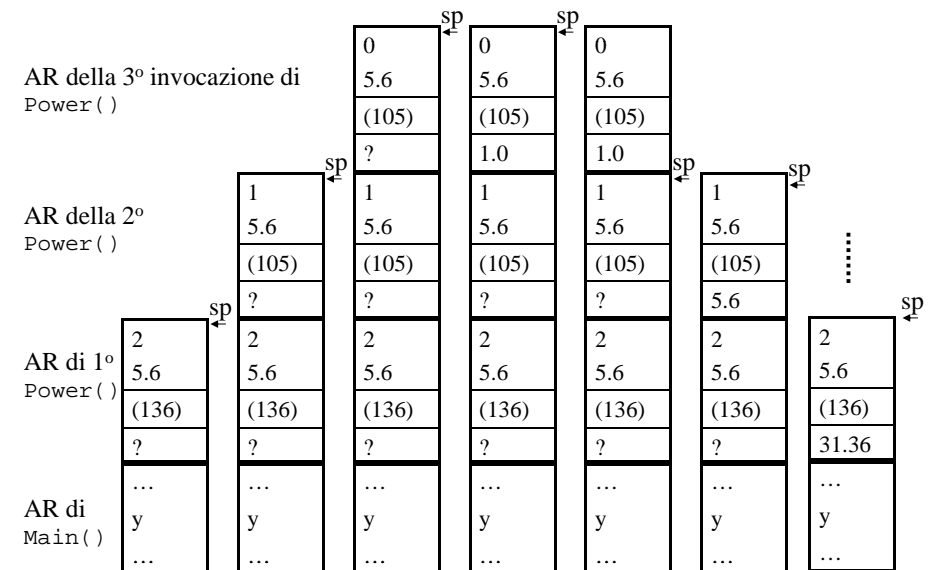 sp sp
0 0 0
AR della 3º invocazione di 5.6 5.6 5.6
Power() (105) (105) (105)
? 1.0 1.0
sp sp sp
1 1 1 1 1
AR della 2º 5.6 5.6 5.6 5.6 5.6
Power() (105) (105) (105) (105) (105)
? ? ? ? 5.6
sp sp
2 2 2 2 2 2 2
AR di 1º 5.6 5.6 5.6 5.6 5.6 5.6 5.6
Power() (136) (136) (136) (136) (136) (136) (136)
? ? ? ? ? ? 31.36
… … … … … … …
AR di y y y y y y y
Main() … … … … … … …